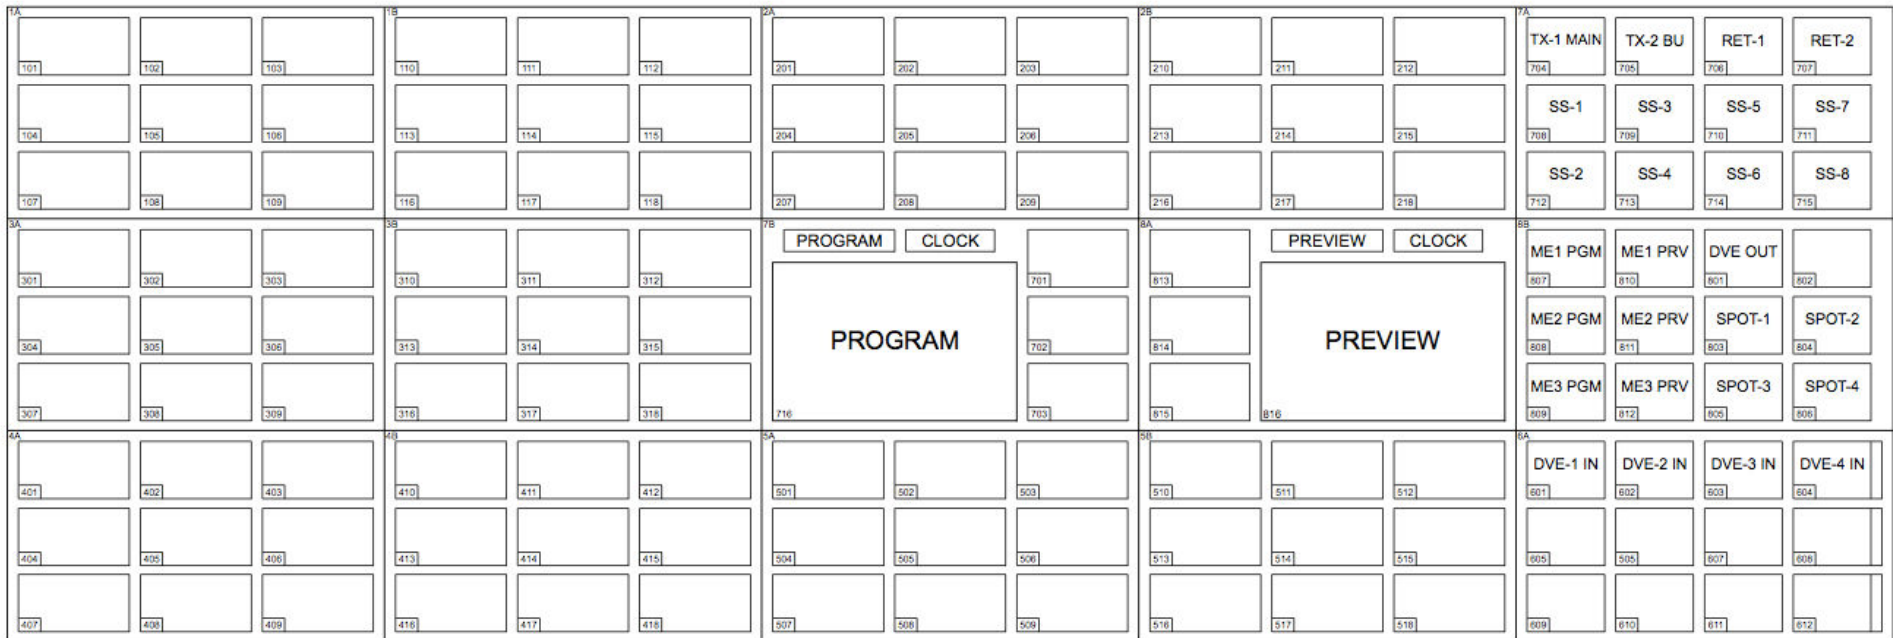 1A 1B 2A 2B 7A
TX-1 MAIN TX-2 BU RET-1 RET-2
101 102 103 110 111 112 201 202 203 210 211 212 704 705 706 707
SS-1 SS-3 SS-5 SS-7
104 105 106 113 114 115 204 205 206 213 214 215 708 709 710 711
SS-2 SS-4 SS-6 SS-8
107 108 109 116 117 118 207 208 209 216 217 218 712 713 714 715
3A 3B 7B 8A 8B
PROGRAM CLOCK PREVIEW CLOCK ME1 PGM ME1 PRV DVE OUT
301 302 303 310 311 312 701 813 807 810 801 802
PROGRAM PREVIEW ME2 PGM ME2 PRV SPOT-1 SPOT-2
304 305 306 313 314 315 702 814 808 811 803 804
ME3 PGM ME3 PRV SPOT-3 SPOT-4
307 308 309 316 317 318 716 703 815 816 809 812 805 806
4A 4B 5A 5B 6A
DVE-1 IN DVE-2 IN DVE-3 IN DVE-4 IN
401 402 403 410 411 412 501 502 503 510 511 512 601 602 603 604
404 405 406 413 414 415 504 505 506 513 514 515 605 505 607 608
407 408 409 416 417 418 507 508 509 516 517 518 609 610 611 612